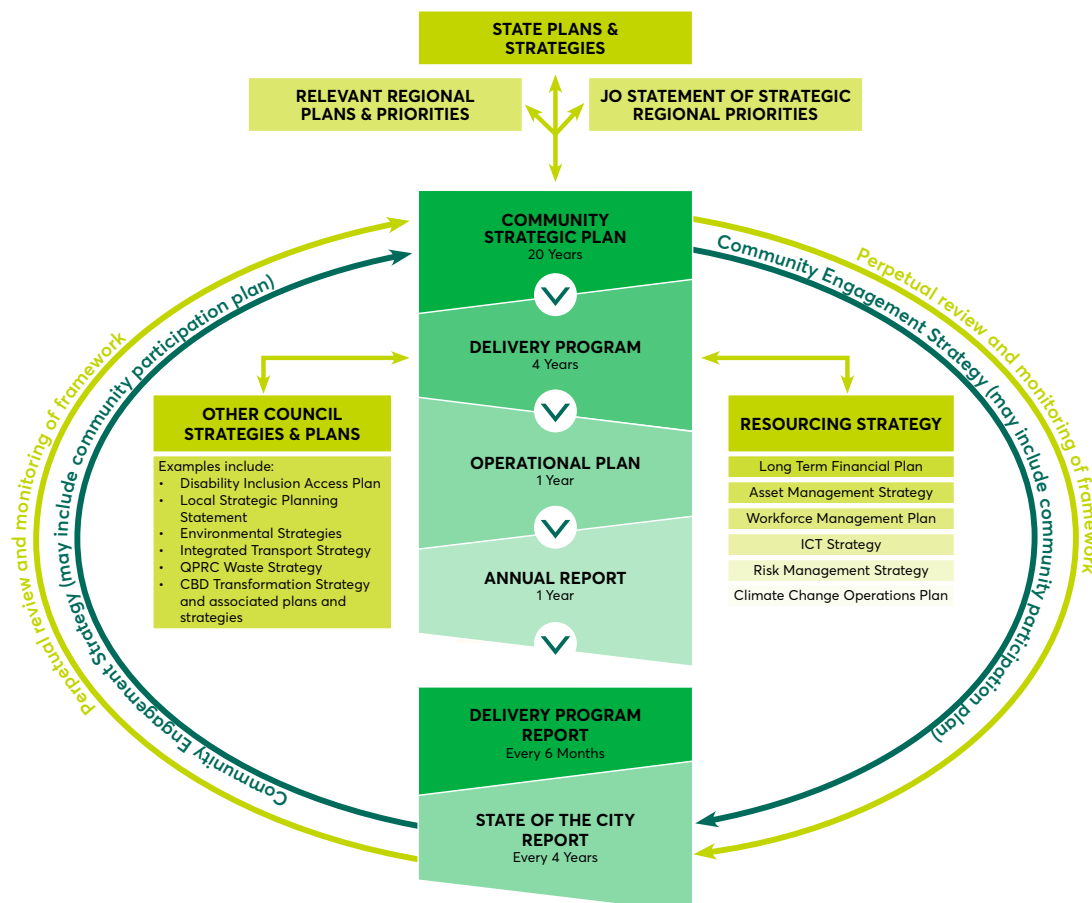 STATE PLANS &
STRATEGIES
RELEVANT REGIONAL
PLANS & PRIORITIES
JO STATEMENT OF STRATEGIC
REGIONAL PRIORITIES
COMMUNITY
STRATEGIC PLAN
20 Years
DELIVERY PROGRAM
4 Years
OPERATIONAL PLAN
1 Year
ANNUAL REPORT
1 Year
DELIVERY PROGRAM
REPORT
Every 6 Months
STATE OF THE CITY
REPORT
Every 4 Years
OTHER COUNCIL
STRATEGIES & PLANS
Examples include:
• Disability Inclusion Access Plan
• Local Strategic Planning
Statement
• Environmental Strategies
• Integrated Transport Strategy
• QPRC Waste Strategy
• CBD Transformation Strategy
and associated plans and
strategies
RESOURCING STRATEGY
Long Term Financial Plan
Asset Management Strategy
Workforce Management Plan
ICT Strategy
Risk Management Strategy
Climate Change Operations Plan
Perpetual review and monitoring of framework
Community Engagement Strategy (may include community participation plan)
Community Engagement Strategy (may include community participation plan)
Perpetual review and monitoring of framework